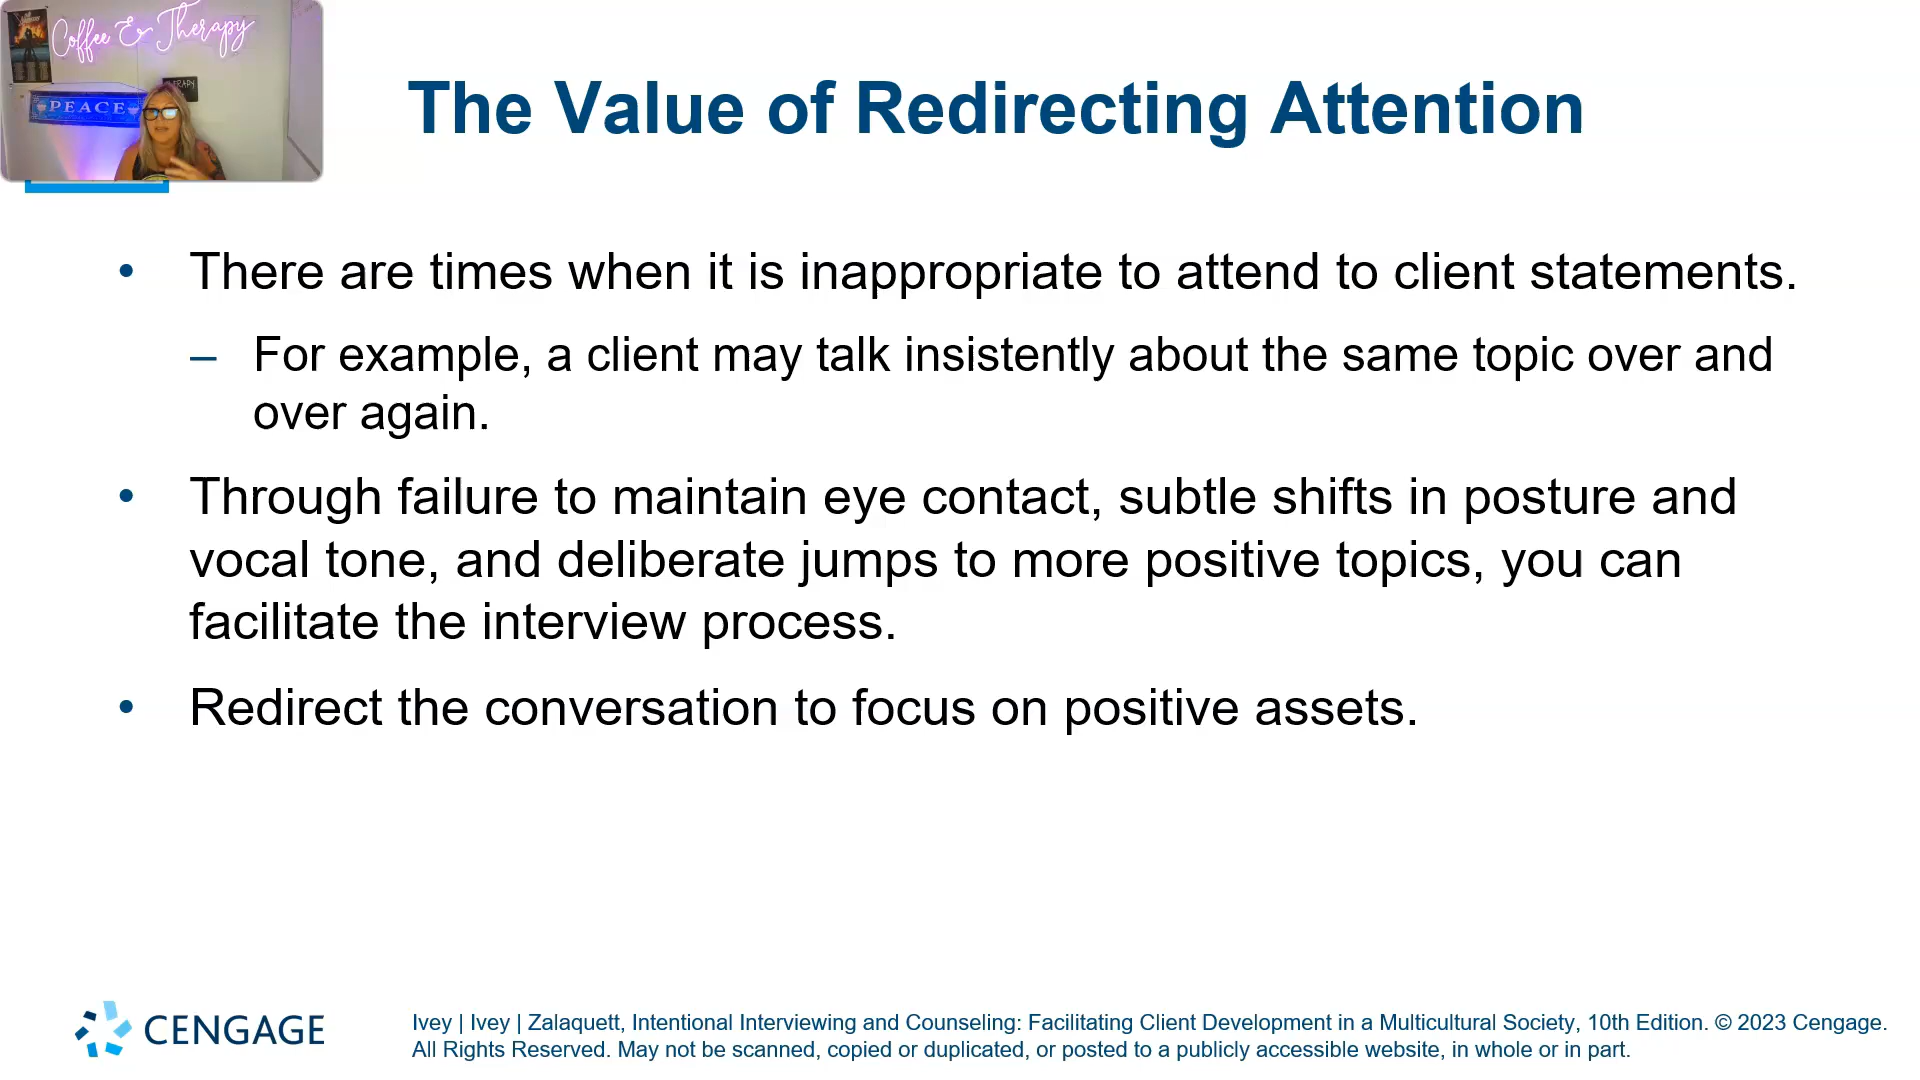 Coffee & Therapy
PEACE
The Value of Redirecting Attention
• There are times when it is inappropriate to attend to client statements.
– For example, a client may talk insistently about the same topic over and
over again.
• Through failure to maintain eye contact, subtle shifts in posture and
vocal tone, and deliberate jumps to more positive topics, you can
facilitate the interview process.
• Redirect the conversation to focus on positive assets.
CENGAGE
Ivey | Ivey | Zalaquett, Intentional Interviewing and Counseling: Facilitating Client Development in a Multicultural Society, 10th Edition. © 2023 Cengage.
All Rights Reserved. May not be scanned, copied or duplicated, or posted to a publicly accessible website, in whole or in part.